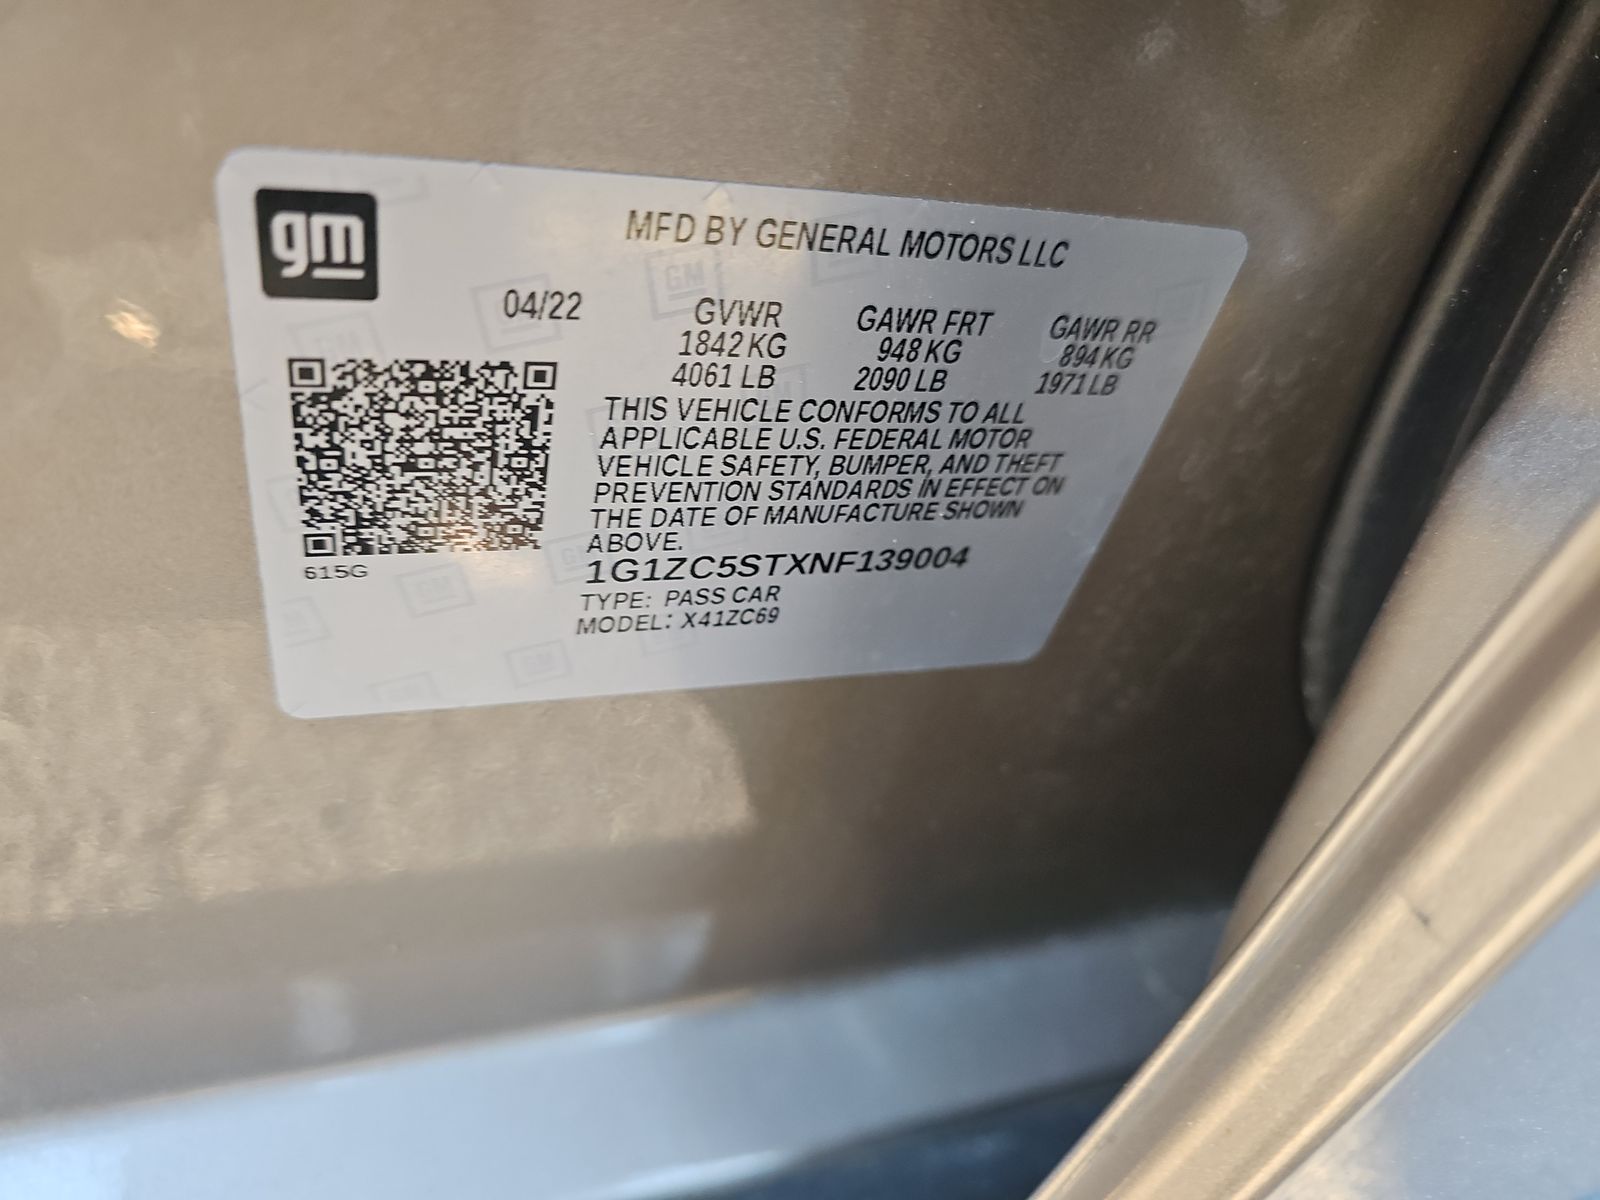 gm
MFD BY GENERAL MOTORS LLC
04/22
GVWR GAWR FRT GAWR RR
1842 KG 948 KG 894 KG
4061 LB 2090 LB 1971 LB
THIS VEHICLE CONFORMS TO ALL
APPLICABLE U.S. FEDERAL MOTOR
VEHICLE SAFETY, BUMPER, AND THEFT
PREVENTION STANDARDS IN EFFECT ON
THE DATE OF MANUFACTURE SHOWN
ABOVE.
615G
1G1ZC5STXNF139004
TYPE: PASS CAR
MODEL: X41ZC69